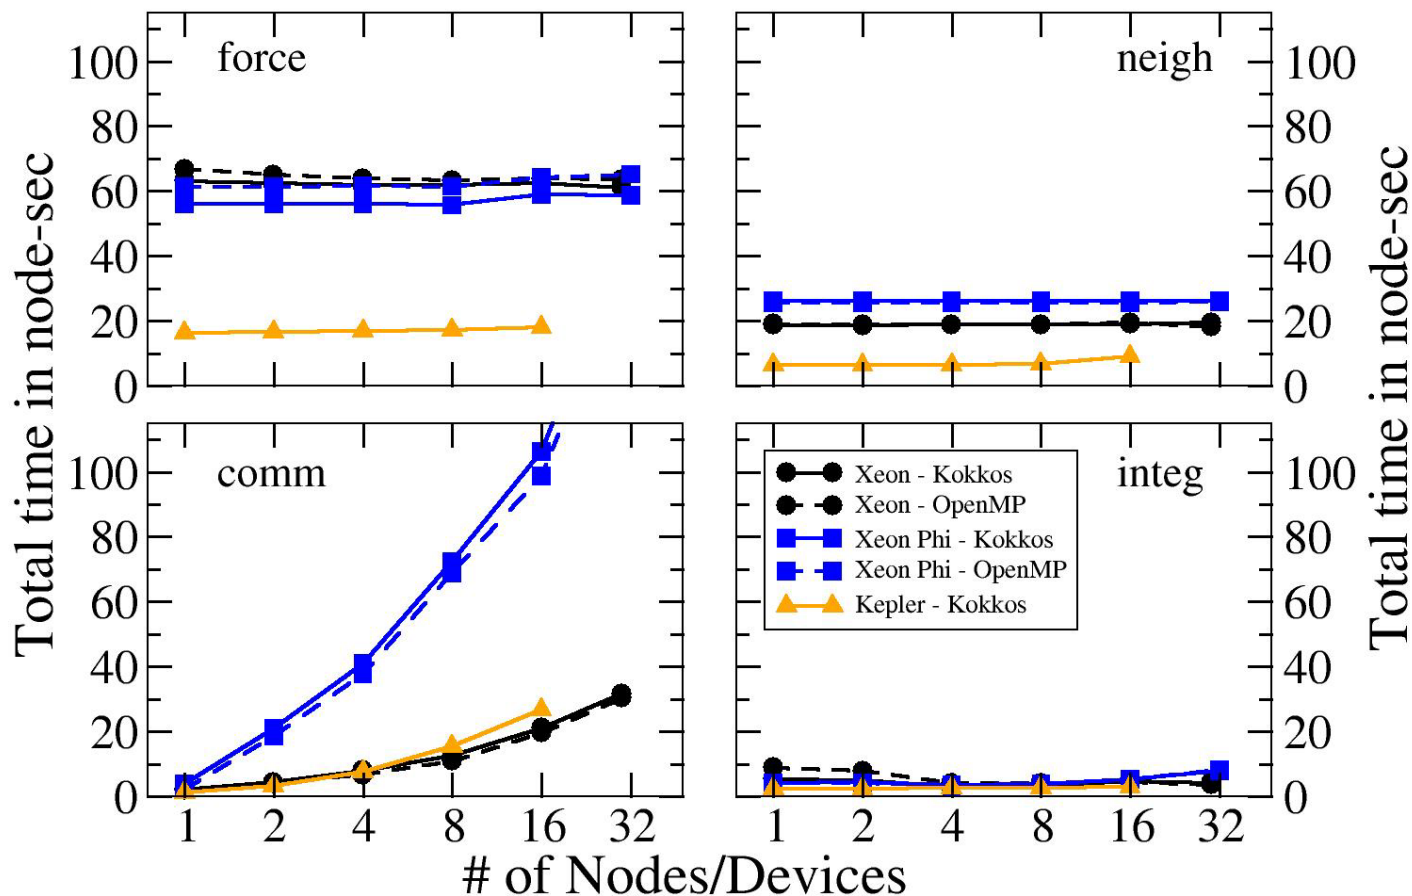 force
neigh
100
80
60
40
20
0
100
80
60
40
20
0
Total time in node-sec
Total time in node-sec
comm
integ
100
80
60
40
20
0
Xeon - Kokkos
Xeon - OpenMP
Xeon Phi - Kokkos
Xeon Phi - OpenMP
Kepler - Kokkos
100
80
60
40
20
0
1 2 4 8 16 32
1 2 4 8 16 32
# of Nodes/Devices